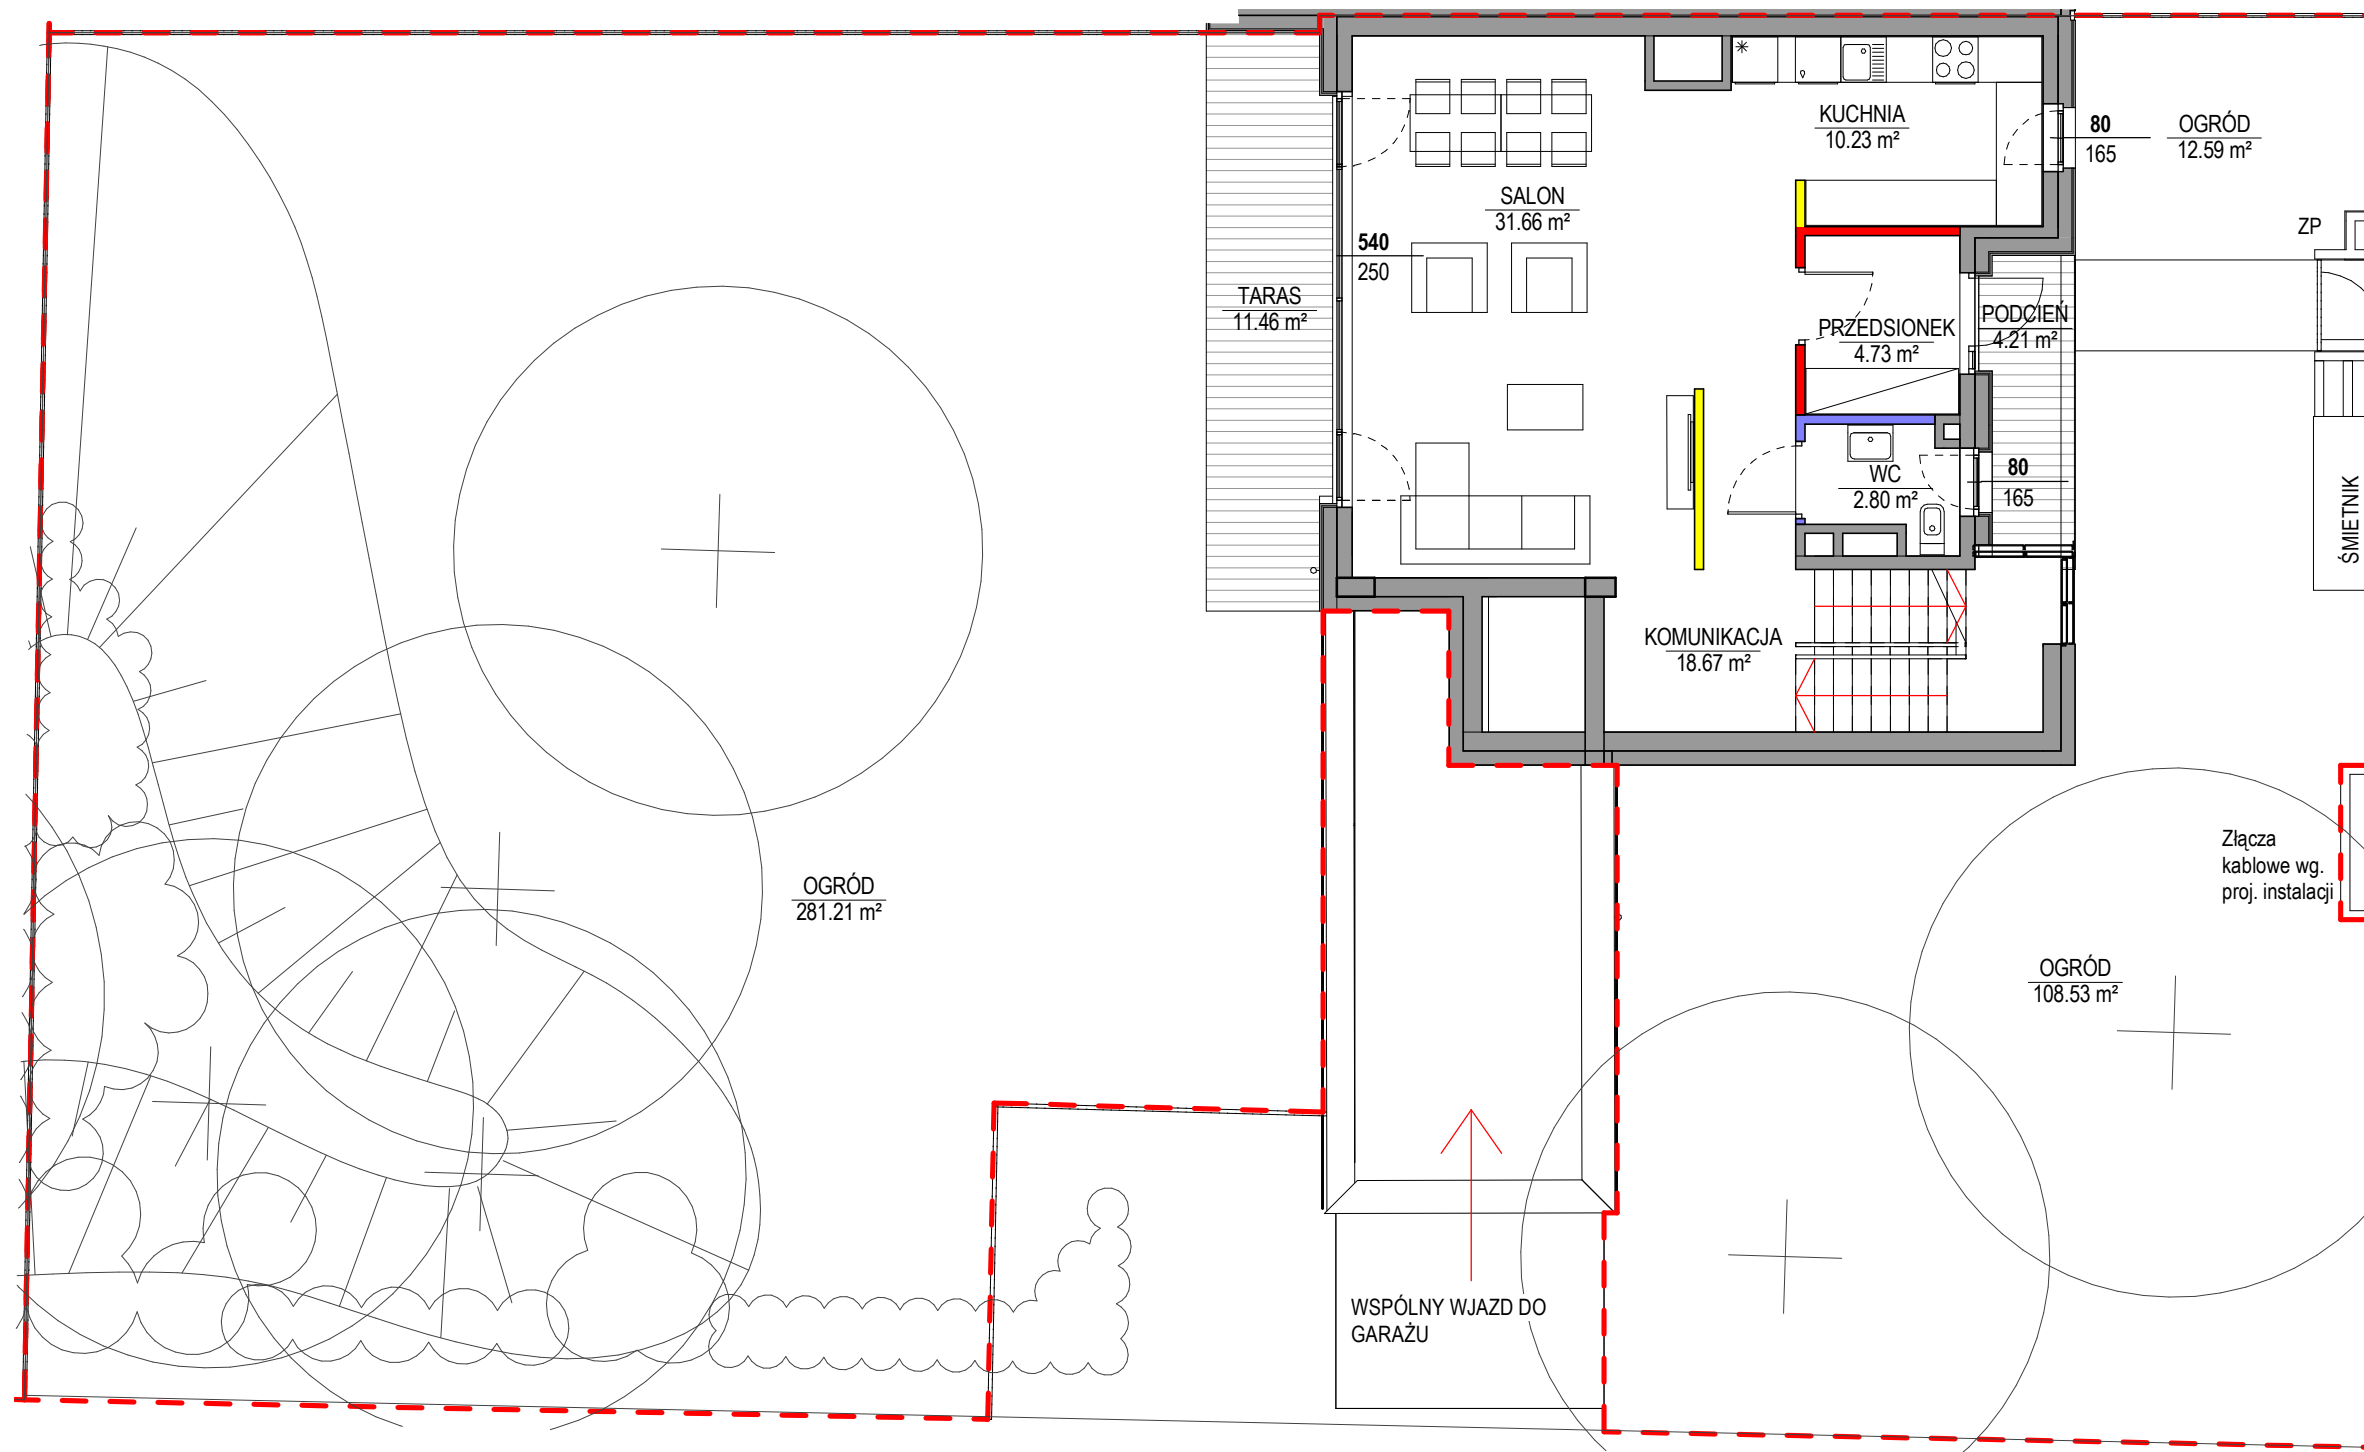 KUCHNIA
10.23 m²
80
165
OGRÓD
12.59 m²
SALON
31.66 m²
ZP
540
250
TARAS
11.46 m²
PRZEDSIONEK
4.73 m²
PODCIEŃ
4.21 m²
WC
2.80 m²
80
165
ŚMIETNIK
KOMUNIKACJA
18.67 m²
Złącza
kablowe wg.
proj. instalacji
OGRÓD
281.21 m²
OGRÓD
108.53 m²
WSPÓLNY WJAZD DO
GARAŻU